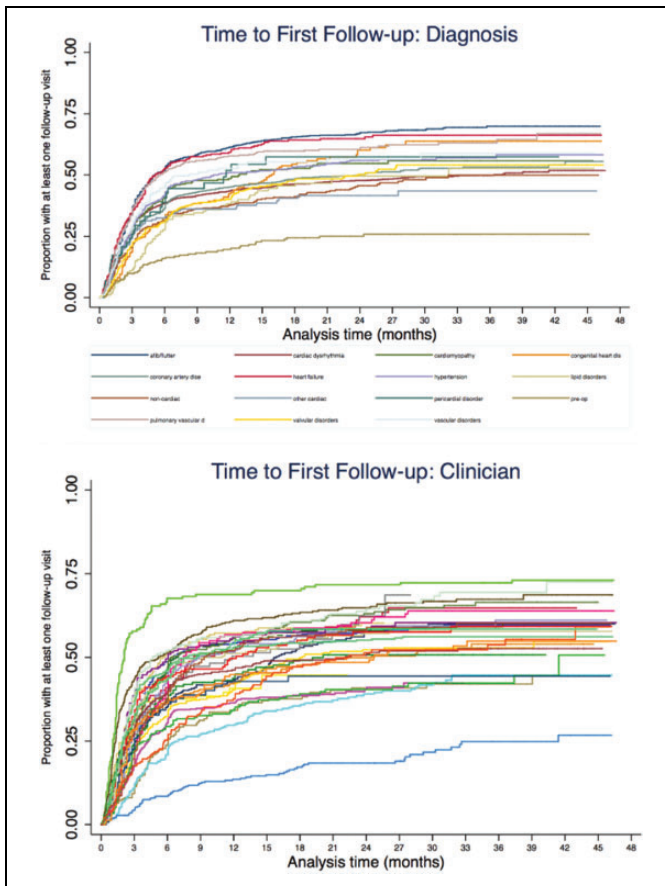 Time to First Follow-up: Diagnosis
Proportion with at least one follow-up visit
1.00
0.75
0.50
0.25
0.00
0 3 6 9 12 15 18 21 24 27 30 33 36 39 42 45 48
Analysis time (months)
afib/flutter cardiac dysrhythmia cardiomyopathy congenital heart dis
coronary artery dise heart failure hypertension lipid disorders
non-cardiac other cardiac pericardial disorder pre-op
pulmonary vascular d valvular disorders vascular disorders
Time to First Follow-up: Clinician
Proportion with at least one follow-up visit
1.00
0.75
0.50
0.25
0.00
0 3 6 9 12 15 18 21 24 27 30 33 36 39 42 45 48
Analysis time (months)